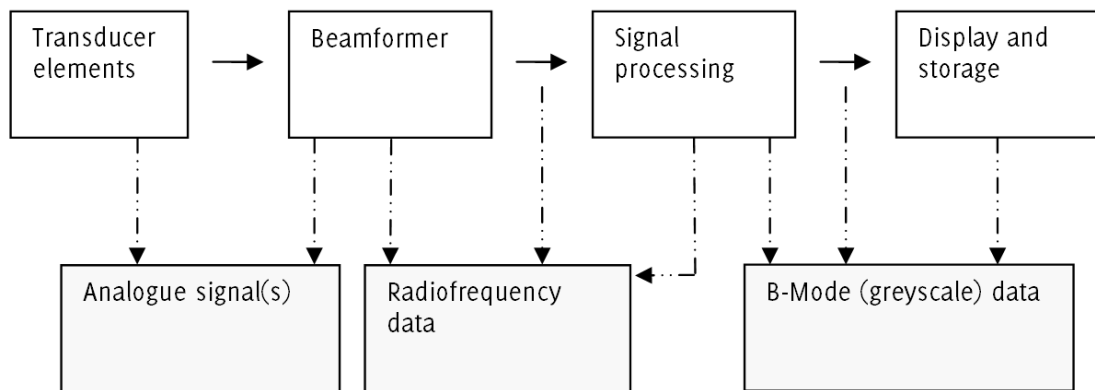 Transducer
elements
Beamformer
Signal
processing
Display and
storage
Analogue signal(s)
Radiofrequency
data
B-Mode (greyscale) data